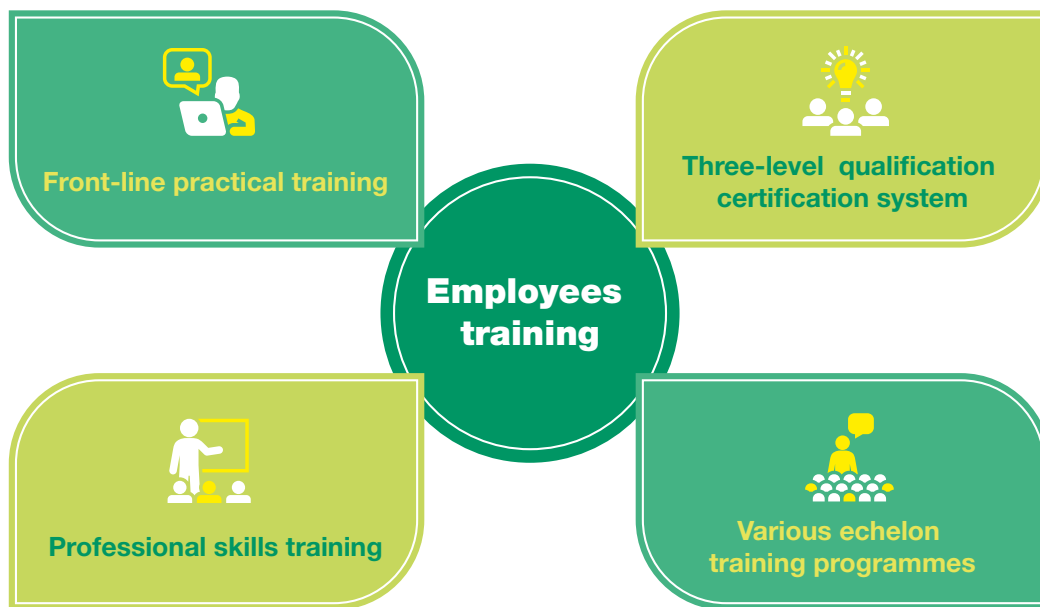 Front-line practical training
Three-level qualification
certification system
Employees
training
Professional skills training
Various echelon
training programmes